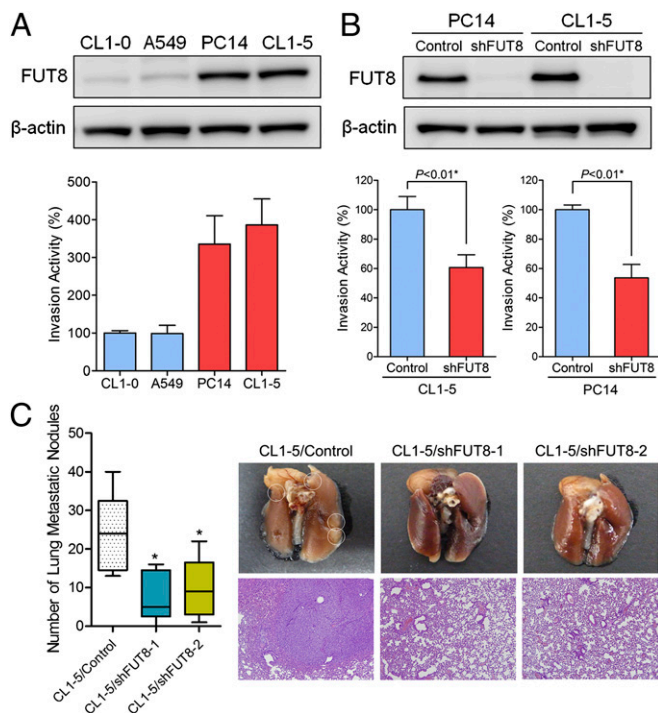 A
CL1-0 A549 PC14 CL1-5
FUT8
β-actin
Invasion Activity (%)
500
400
300
200
100
0
CL1-0 A549 PC14 CL1-5
B
PC14 CL1-5
Control shFUT8 Control shFUT8
FUT8
β-actin
Invasion Activity (%)
120
100
80
60
40
20
0
P<0.01*
Control shFUT8
CL1-5
Invasion Activity (%)
120
100
80
60
40
20
0
P<0.01*
Control shFUT8
PC14
C
Number of Lung Metastatic Nodules
50
40
30
20
10
0
* *
CL1-5/Control
CL1-5/shFUT8-1
CL1-5/shFUT8-2
CL1-5/Control CL1-5/shFUT8-1 CL1-5/shFUT8-2